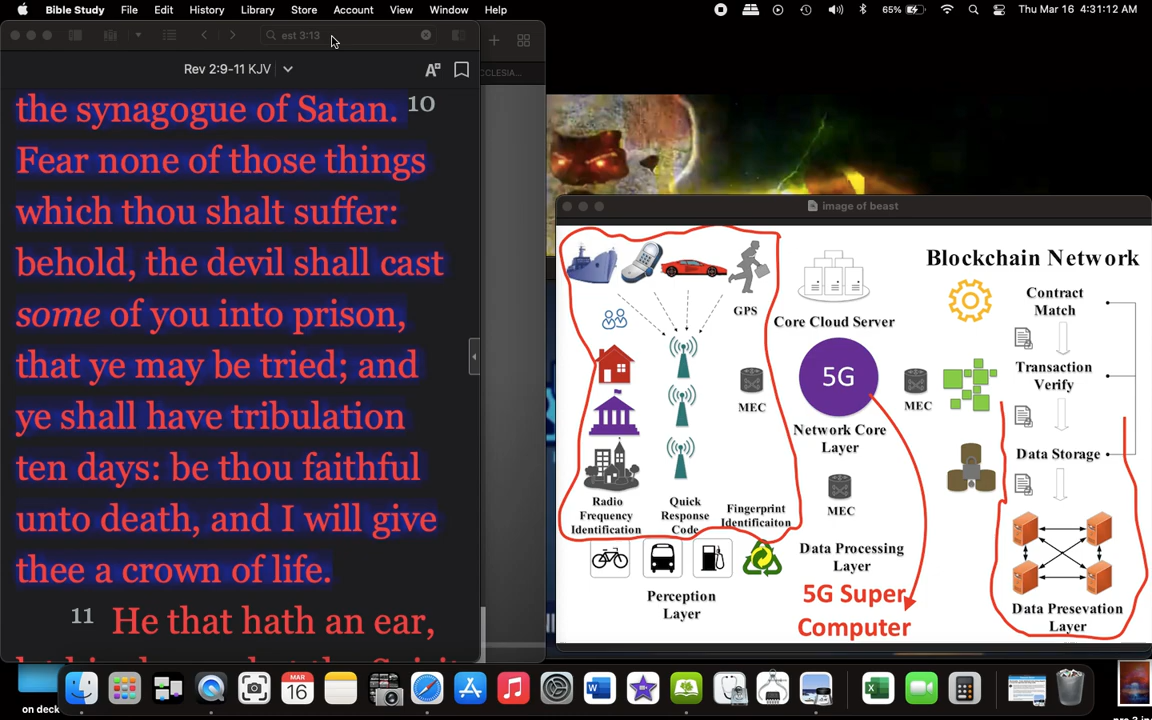 Bible Study File Edit History Library Store Account View Window Help 65% Thu Mar 16 4:31:12 AM
est 3:13
CCLESIA...
Rev 2:9-11 KJV
the synagogue of Satan. 10
Fear none of those things
which thou shalt suffer:
behold, the devil shall cast
some of you into prison,
that ye may be tried; and
ye shall have tribulation
ten days: be thou faithful
unto death, and I will give
thee a crown of life.
11 He that hath an ear,
image of beast
GPS
MEC
Radio
Frequency
Identification
Quick
Response
Code
Fingerprint
Identificaiton
Perception
Layer
Core Cloud Server
5G
Network Core
Layer
MEC
MEC
Data Processing
Layer
5G Super
Computer
Blockchain Network
Contract
Match
Transaction
Verify
Data Storage
Data Presevation
Layer
MAR
16
on deck